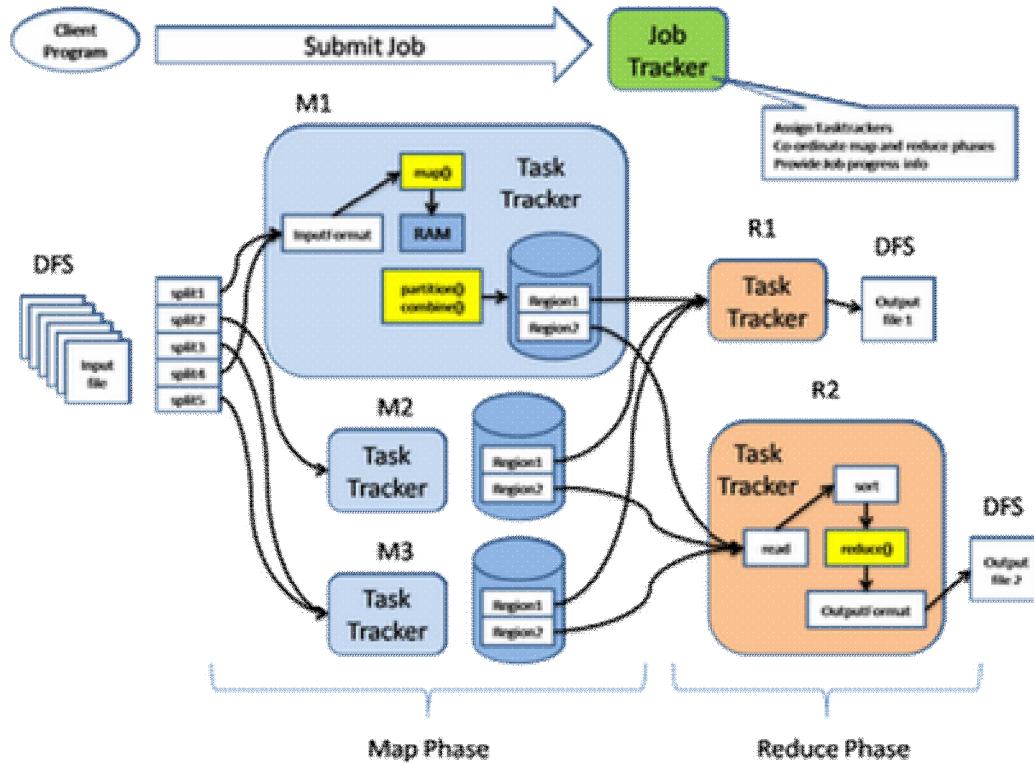 Client
Program
Submit Job
Job
Tracker
Assign Tasktrackers
Co-ordinate map and reduce phases
Provide Job progress info
M1
Task
Tracker
map()
InputFormat
RAM
partition()
combine()
Region1
Region2
DFS
Input
file
split1
split2
split3
split4
split5
M2
Task
Tracker
Region1
Region2
M3
Task
Tracker
Region1
Region2
R1
Task
Tracker
DFS
Output
file 1
R2
Task
Tracker
sort
read
reduce()
OutputFormat
DFS
Output
file 2
Map Phase
Reduce Phase